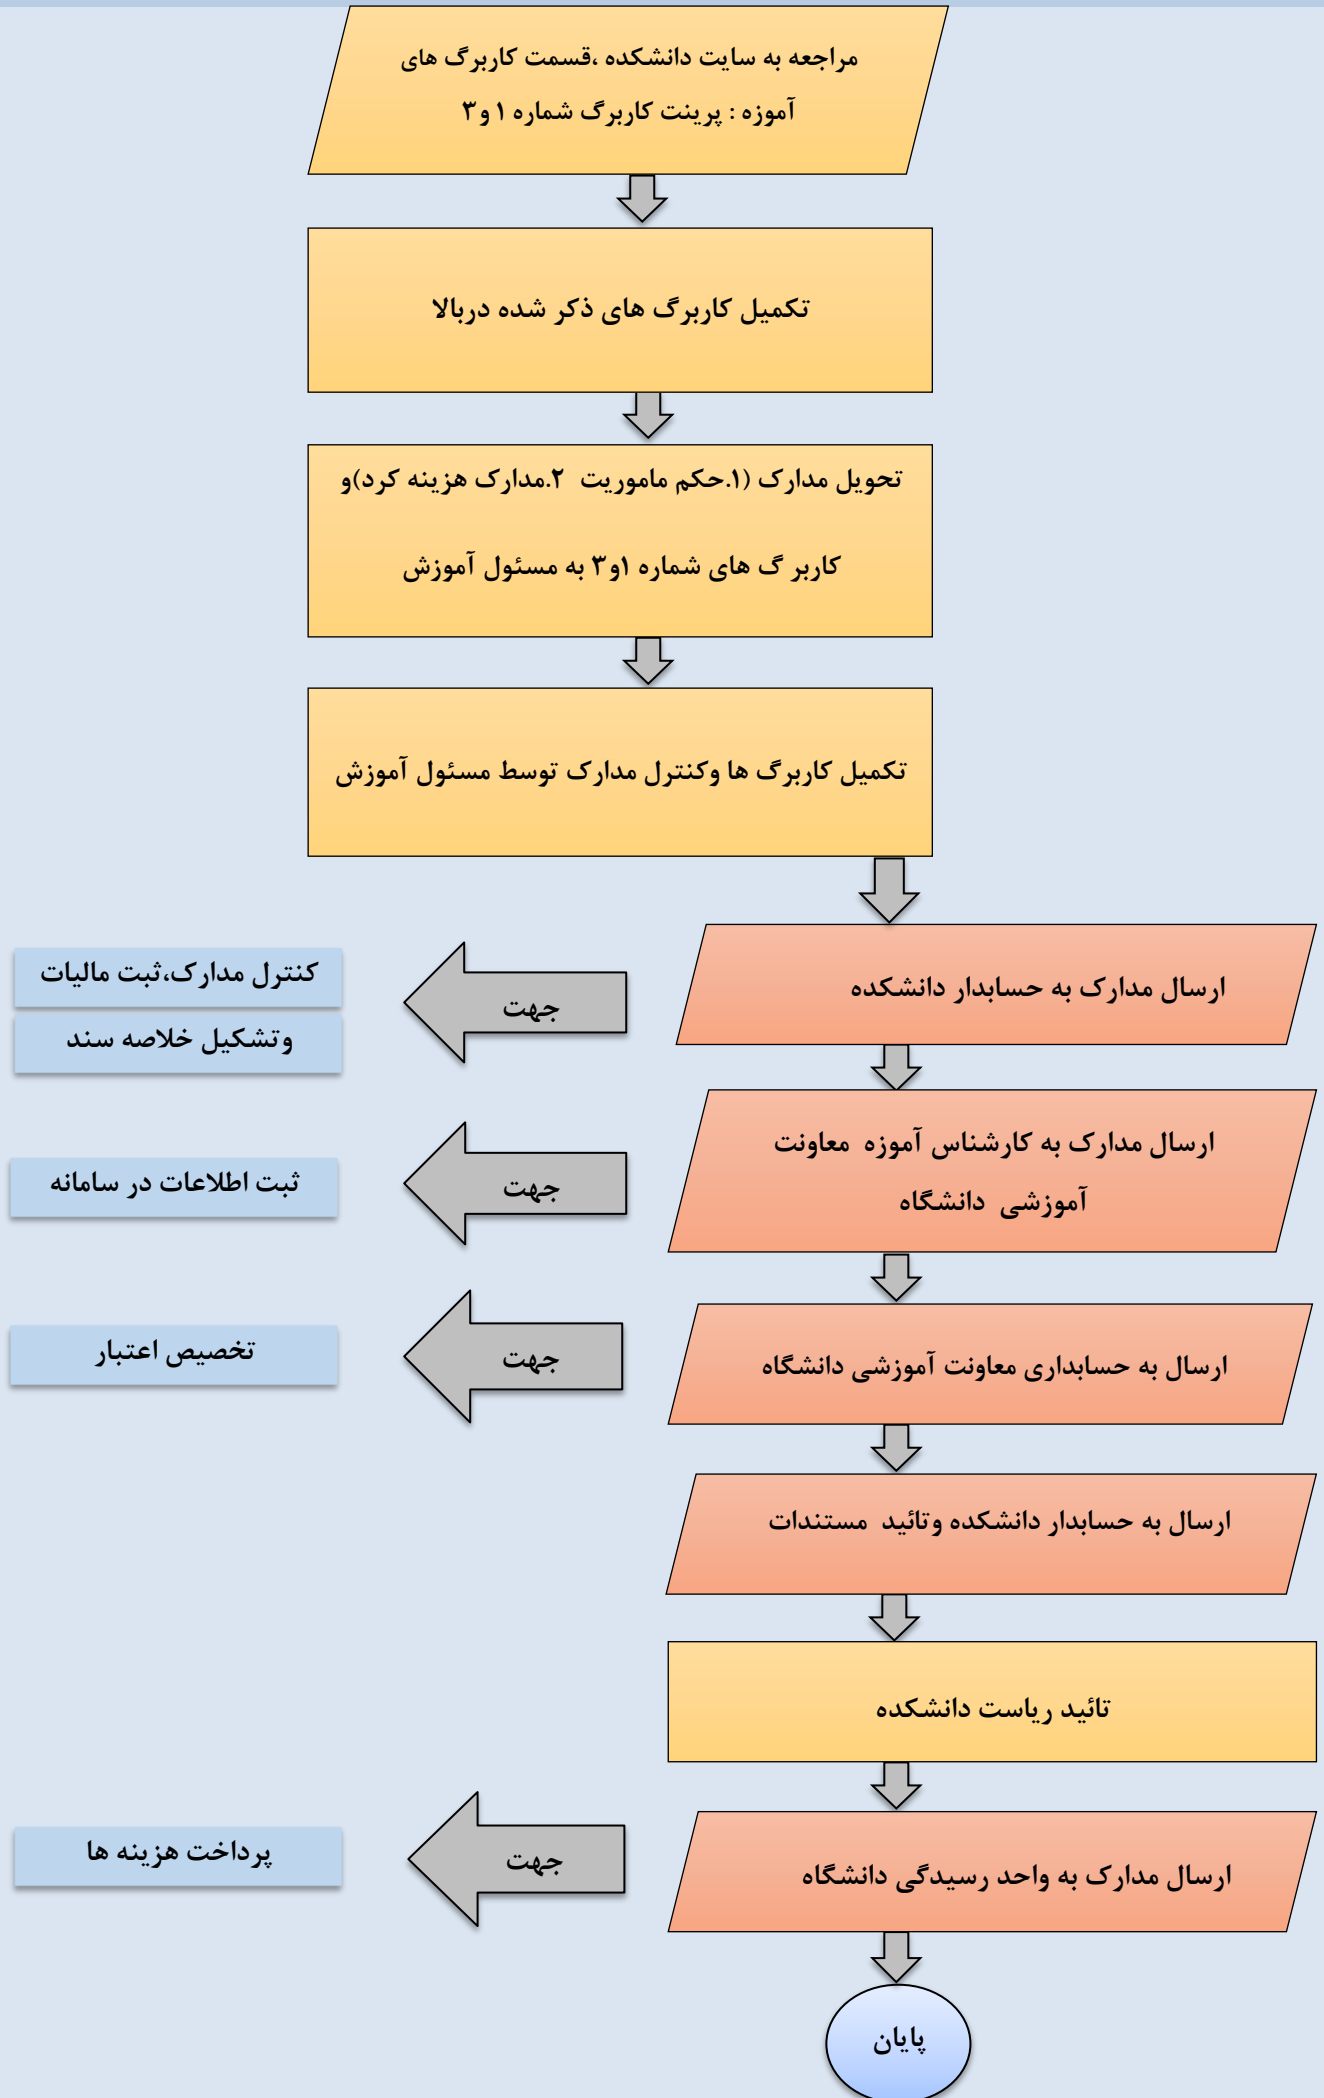 مراجعه به سایت دانشکده ،قسمت کاربرگ های
آموزه : پرینت کاربرگ شماره ۱ و۳
تکمیل کاربرگ های ذکر شده دربالا
تحویل مدارک (۱.حکم ماموریت ۲.مدارک هزینه کرد)و
کاربر گ های شماره ۱و۳ به مسئول آموزش
تکمیل کاربرگ ها وکنترل مدارک توسط مسئول آموزش
ارسال مدارک به حسابدار دانشکده
جهت
کنترل مدارک،ثبت مالیات
وتشکیل خلاصه سند
ارسال مدارک به کارشناس آموزه معاونت
آموزشی دانشگاه
جهت
ثبت اطلاعات در سامانه
ارسال به حسابداری معاونت آموزشی دانشگاه
جهت
تخصیص اعتبار
ارسال به حسابدار دانشکده وتائید مستندات
تائید ریاست دانشکده
ارسال مدارک به واحد رسیدگی دانشگاه
جهت
پرداخت هزینه ها
پایان